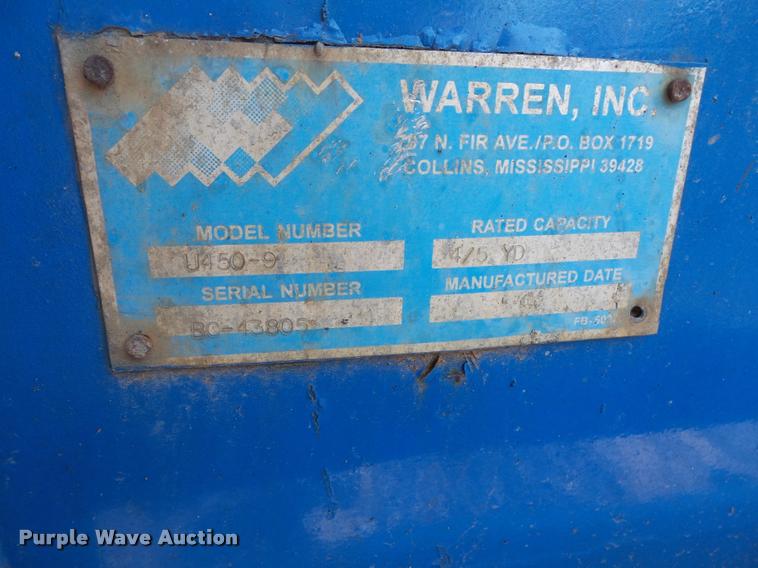 WARREN, INC.
67 N. FIR AVE./P.O. BOX 1719
COLLINS, MISSISSIPPI 39428
MODEL NUMBER
U450-9
RATED CAPACITY
4/5 YD
SERIAL NUMBER
BC-43805
MANUFACTURED DATE
Purple Wave Auction